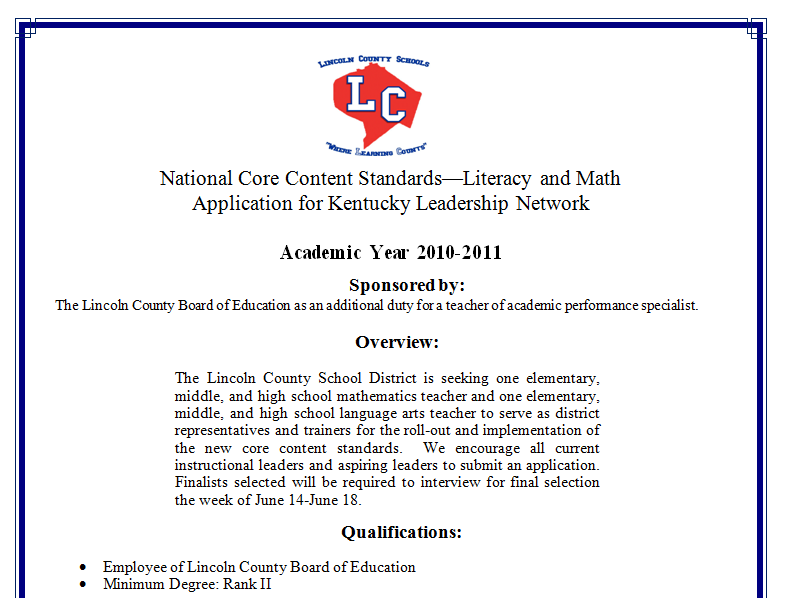 LINCOLN COUNTY SCHOOLS
LC
"WHERE LEARNING COUNTS"
National Core Content Standards—Literacy and Math
Application for Kentucky Leadership Network
Academic Year 2010-2011
Sponsored by:
The Lincoln County Board of Education as an additional duty for a teacher of academic performance specialist.
Overview:
The Lincoln County School District is seeking one elementary,
middle, and high school mathematics teacher and one elementary,
middle, and high school language arts teacher to serve as district
representatives and trainers for the roll-out and implementation of
the new core content standards. We encourage all current
instructional leaders and aspiring leaders to submit an application.
Finalists selected will be required to interview for final selection
the week of June 14-June 18.
Qualifications:
• Employee of Lincoln County Board of Education
• Minimum Degree: Rank II